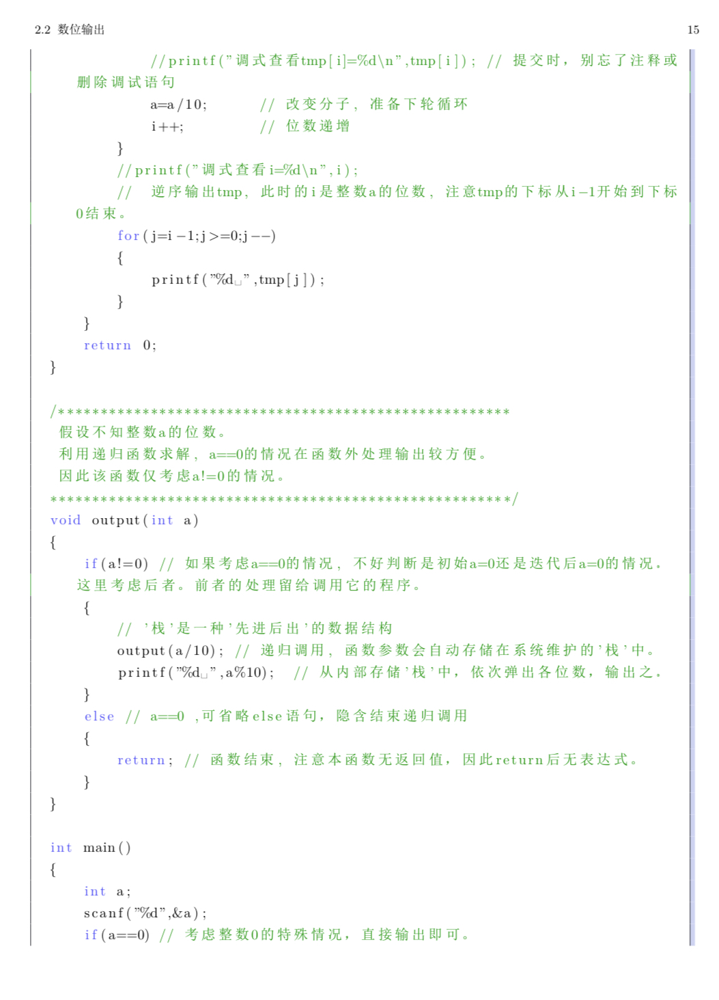 2.2 数位输出 15
//printf("调式查看tmp[i]=%d\n",tmp[i]); // 提交时，别忘了注释或
删除调试语句
a=a/10; // 改变分子，准备下轮循环
i++; // 位数递增
}
//printf("调式查看i=%d\n",i);
// 逆序输出tmp，此时的i是整数a的位数，注意tmp的下标从i-1开始到下标
0结束。
for(j=i-1;j>=0;j--)
{
printf("%d␣",tmp[j]);
}
}
return 0;
}
/******************************************************
假设不知整数a的位数。
利用递归函数求解，a==0的情况在函数外处理输出较方便。
因此该函数仅考虑a!=0的情况。
*******************************************************/
void output(int a)
{
if(a!=0) // 如果考虑a==0的情况，不好判断是初始a=0还是迭代后a=0的情况。
这里考虑后者。前者的处理留给调用它的程序。
{
// '栈'是一种'先进后出'的数据结构
output(a/10); // 递归调用，函数参数会自动存储在系统维护的'栈'中。
printf("%d␣",a%10); // 从内部存储'栈'中，依次弹出各位数，输出之。
}
else // a==0 ,可省略else语句，隐含结束递归调用
{
return; // 函数结束，注意本函数无返回值，因此return后无表达式。
}
}
int main()
{
int a;
scanf("%d",&a);
if(a==0) // 考虑整数0的特殊情况，直接输出即可。